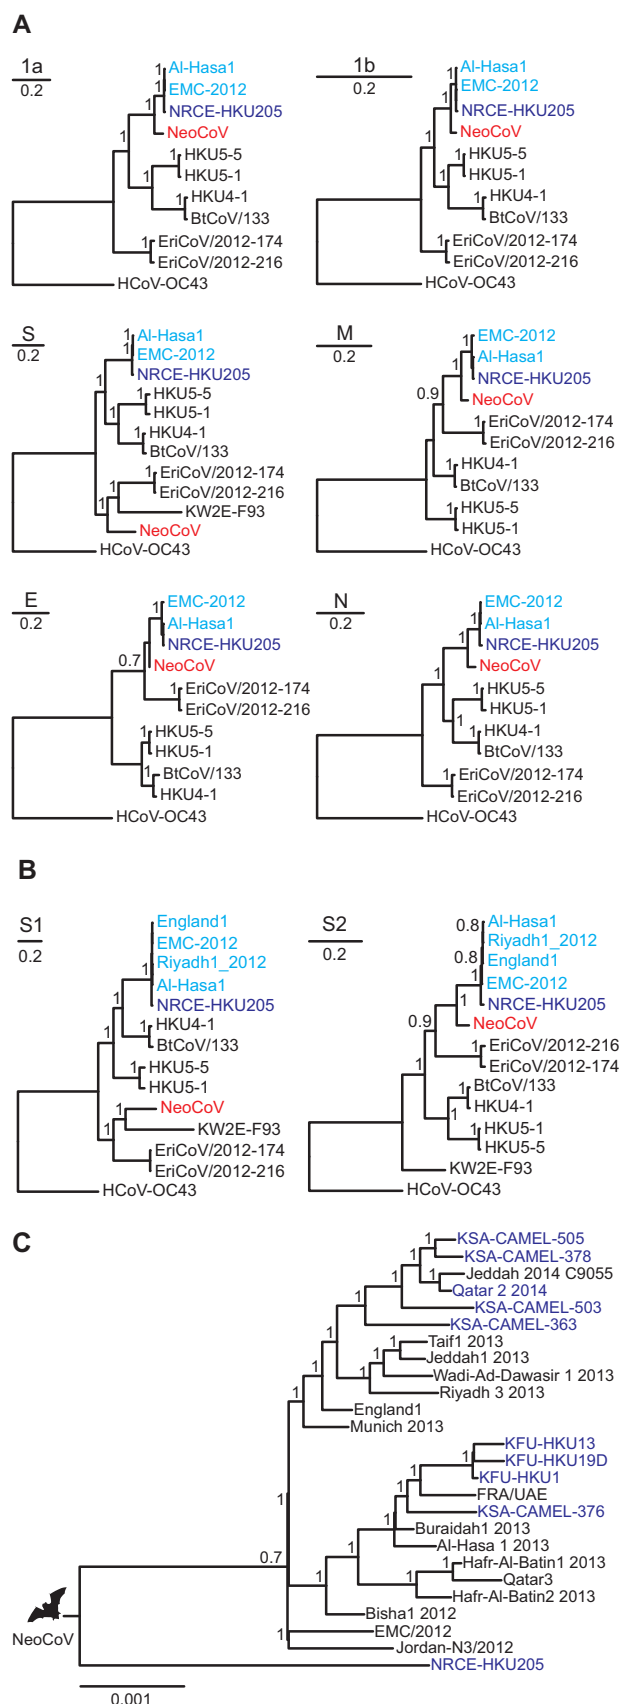 A
1a
0.2
1
Al-Hasa1
EMC-2012
1
NRCE-HKU205
NeoCoV
1
1
HKU5-5
HKU5-1
1
1
HKU4-1
BtCoV/133
1
EriCoV/2012-174
EriCoV/2012-216
HCoV-OC43
1b
0.2
1
Al-Hasa1
EMC-2012
1
NRCE-HKU205
NeoCoV
1
1
HKU5-5
HKU5-1
1
1
HKU4-1
BtCoV/133
1
EriCoV/2012-174
EriCoV/2012-216
HCoV-OC43
S
0.2
1
Al-Hasa1
1
EMC-2012
NRCE-HKU205
1
1
HKU5-5
HKU5-1
1
1
HKU4-1
BtCoV/133
1
EriCoV/2012-174
1
EriCoV/2012-216
1
KW2E-F93
NeoCoV
HCoV-OC43
M
0.2
EMC-2012
1
Al-Hasa1
1
NRCE-HKU205
0.9
NeoCoV
1
EriCoV/2012-174
EriCoV/2012-216
1
HKU4-1
BtCoV/133
1
HKU5-5
HKU5-1
HCoV-OC43
E
0.2
EMC-2012
1
Al-Hasa1
NRCE-HKU205
0.7
NeoCoV
1
EriCoV/2012-174
EriCoV/2012-216
1
HKU5-5
HKU5-1
1
BtCoV/133
HKU4-1
HCoV-OC43
N
0.2
EMC-2012
1
Al-Hasa1
1
NRCE-HKU205
1
NeoCoV
1
HKU5-5
HKU5-1
1
1
HKU4-1
BtCoV/133
1
EriCoV/2012-174
EriCoV/2012-216
HCoV-OC43
B
S1
0.2
England1
EMC-2012
Riyadh1_2012
1
Al-Hasa1
NRCE-HKU205
1
1
HKU4-1
BtCoV/133
1
1
HKU5-5
HKU5-1
1
NeoCoV
1
KW2E-F93
1
EriCoV/2012-174
EriCoV/2012-216
HCoV-OC43
S2
0.2
0.8
Al-Hasa1
Riyadh1_2012
0.8
England1
1
EMC-2012
1
NRCE-HKU205
0.9
NeoCoV
1
EriCoV/2012-216
EriCoV/2012-174
1
1
BtCoV/133
HKU4-1
1
1
HKU5-1
HKU5-5
KW2E-F93
HCoV-OC43
C
1
KSA-CAMEL-505
1
KSA-CAMEL-378
1
Jeddah 2014 C9055
1
Qatar 2 2014
1
KSA-CAMEL-503
1
KSA-CAMEL-363
1
Taif1 2013
1
Jeddah1 2013
1
Wadi-Ad-Dawasir 1 2013
1
Riyadh 3 2013
1
England1
Munich 2013
KFU-HKU13
1
KFU-HKU19D
1
KFU-HKU1
1
FRA/UAE
KSA-CAMEL-376
1
1
Buraidah1 2013
Al-Hasa 1 2013
1
Hafr-Al-Batin1 2013
0.7
1
1
Qatar3
Hafr-Al-Batin2 2013
Bisha1 2012
1
EMC/2012
Jordan-N3/2012
NeoCoV
NRCE-HKU205
0.001